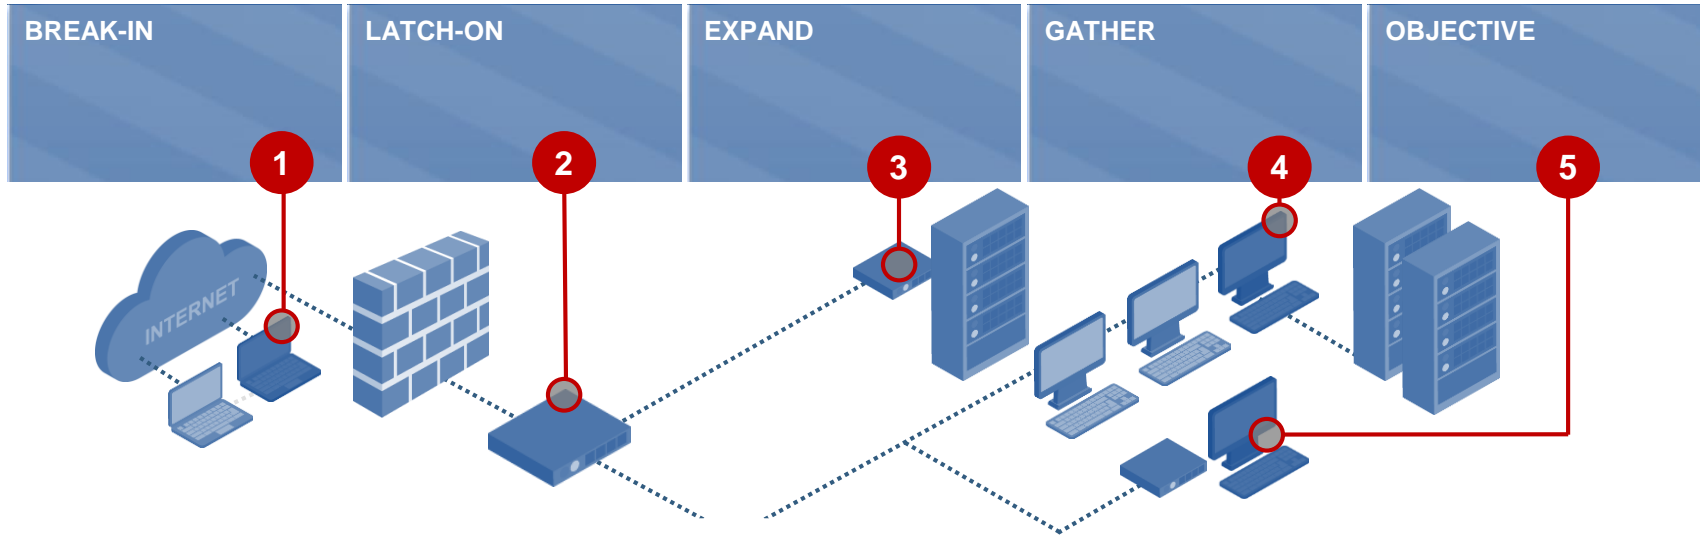 BREAK-IN
LATCH-ON
EXPAND
GATHER
OBJECTIVE
1
2
3
4
5
INTERNET